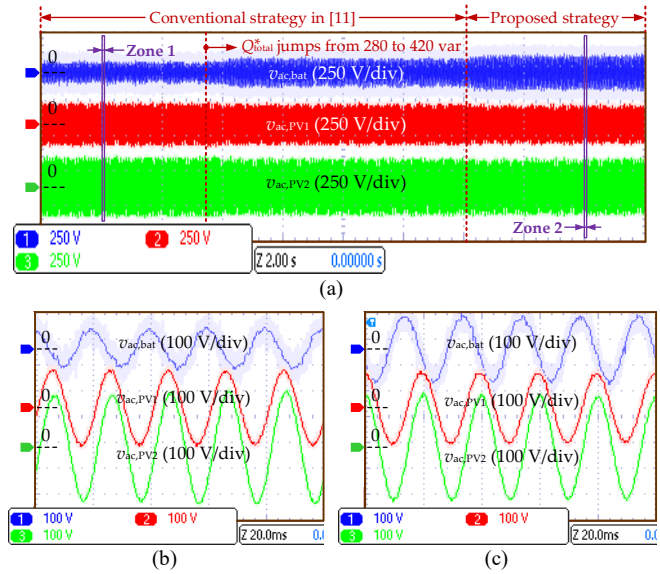 Conventional strategy in [11] Proposed strategy
0 Zone 1 Q*total jumps from 280 to 420 var
vac,bat (250 V/div)
0
vac,PV1 (250 V/div)
0
vac,PV2 (250 V/div)
Zone 2
1 250 V 2 250 V
3 250 V Z 2.00 s 0.00000 s
(a)
0 vac,bat (100 V/div)
0
vac,PV1 (100 V/div)
0
vac,PV2 (100 V/div)
1 100 V 2 100 V
3 100 V Z 20.0ms 0.0
(b)
0 vac,bat (100 V/div)
0
vac,PV1 (100 V/div)
0
vac,PV2 (100 V/div)
1 100 V 2 100 V
3 100 V Z 20.0ms 0.0
(c)